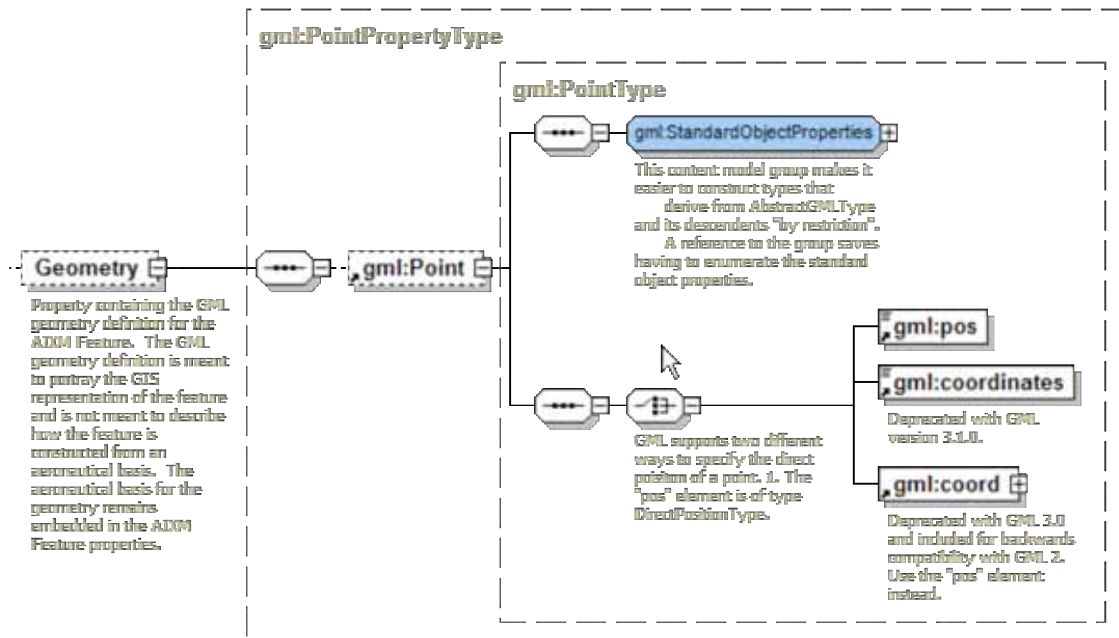 gml:PointPropertyType
gml:PointType
gml:StandardObjectProperties
This content model group makes it
easier to construct types that
derive from AbstractGMLType
and its descendents "by restriction".
A reference to the group saves
having to enumerate the standard
object properties.
Geometry
gml:Point
Property containing the GML
geometry definition for the
AIXM Feature. The GML
geometry definition is meant
to portray the GIS
representation of the feature
and is not meant to describe
how the feature is
constructed from an
aeronautical basis. The
aeronautical basis for the
geometry remains
embedded in the AIXM
Feature properties.
gml:pos
gml:coordinates
Deprecated with GML
version 3.1.0.
GML supports two different
ways to specify the direct
poisiton of a point. 1. The
"pos" element is of type
DirectPositionType.
gml:coord
Deprecated with GML 3.0
and included for backwards
compatibility with GML 2.
Use the "pos" element
instead.